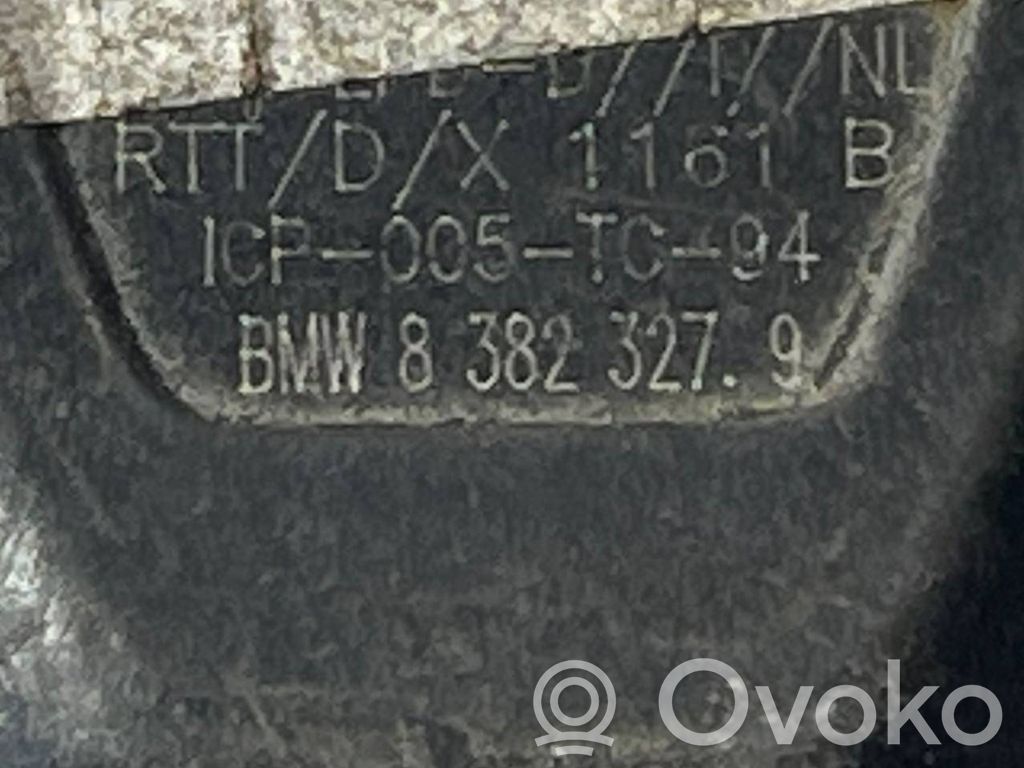 RTT/D/X 1161 B
ICP-005-TC-94
BMW 8 382 327.9
Ovoko